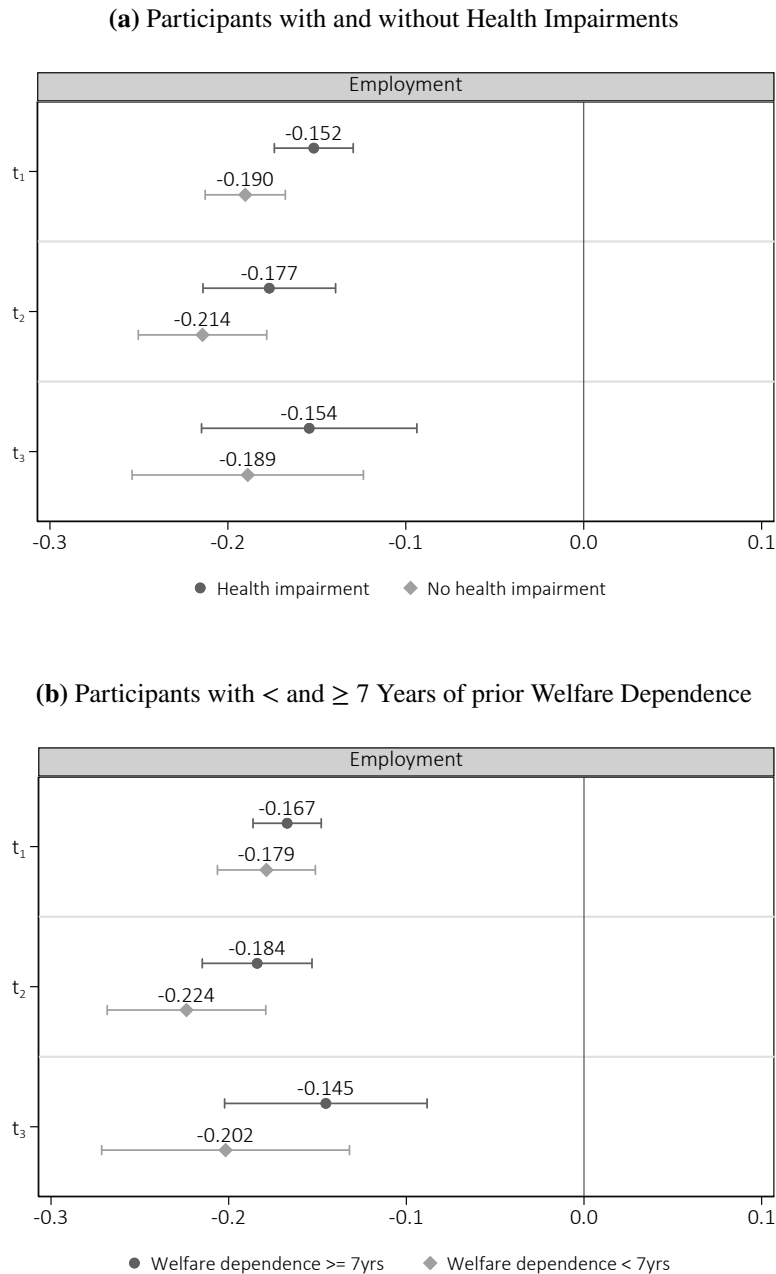 (a) Participants with and without Health Impairments
Employment
-0.152
t₁
-0.190
-0.177
t₂
-0.214
-0.154
t₃
-0.189
-0.3 -0.2 -0.1 0.0 0.1
Health impairment No health impairment
(b) Participants with < and ≥ 7 Years of prior Welfare Dependence
Employment
-0.167
t₁
-0.179
-0.184
t₂
-0.224
-0.145
t₃
-0.202
-0.3 -0.2 -0.1 0.0 0.1
Welfare dependence >= 7yrs Welfare dependence < 7yrs